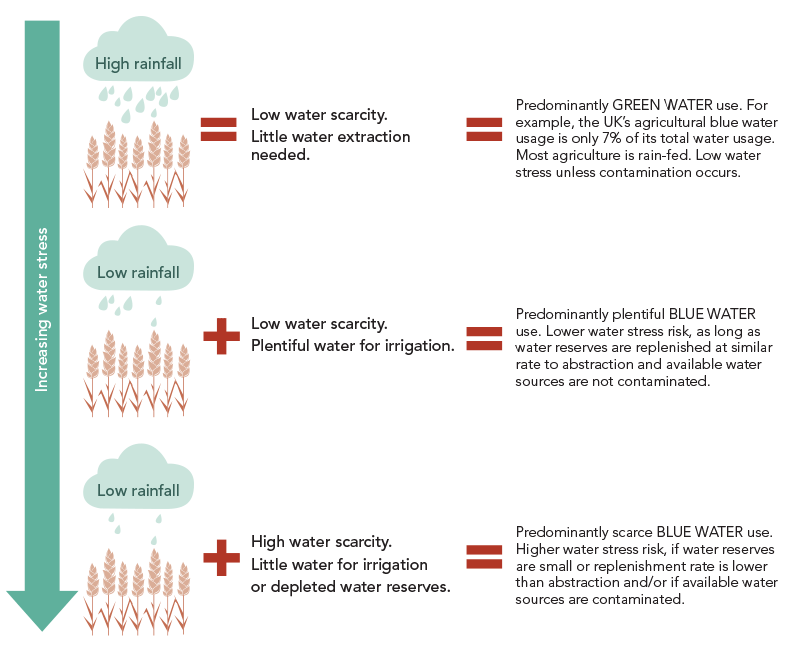 Increasing water stress
High rainfall
Low water scarcity.
Little water extraction
needed.
Predominantly GREEN WATER use. For
example, the UK's agricultural blue water
usage is only 7% of its total water usage.
Most agriculture is rain-fed. Low water
stress unless contamination occurs.
Low rainfall
Low water scarcity.
Plentiful water for irrigation.
Predominantly plentiful BLUE WATER
use. Lower water stress risk, as long as
water reserves are replenished at similar
rate to abstraction and available water
sources are not contaminated.
Low rainfall
High water scarcity.
Little water for irrigation
or depleted water reserves.
Predominantly scarce BLUE WATER use.
Higher water stress risk, if water reserves
are small or replenishment rate is lower
than abstraction and/or if available water
sources are contaminated.